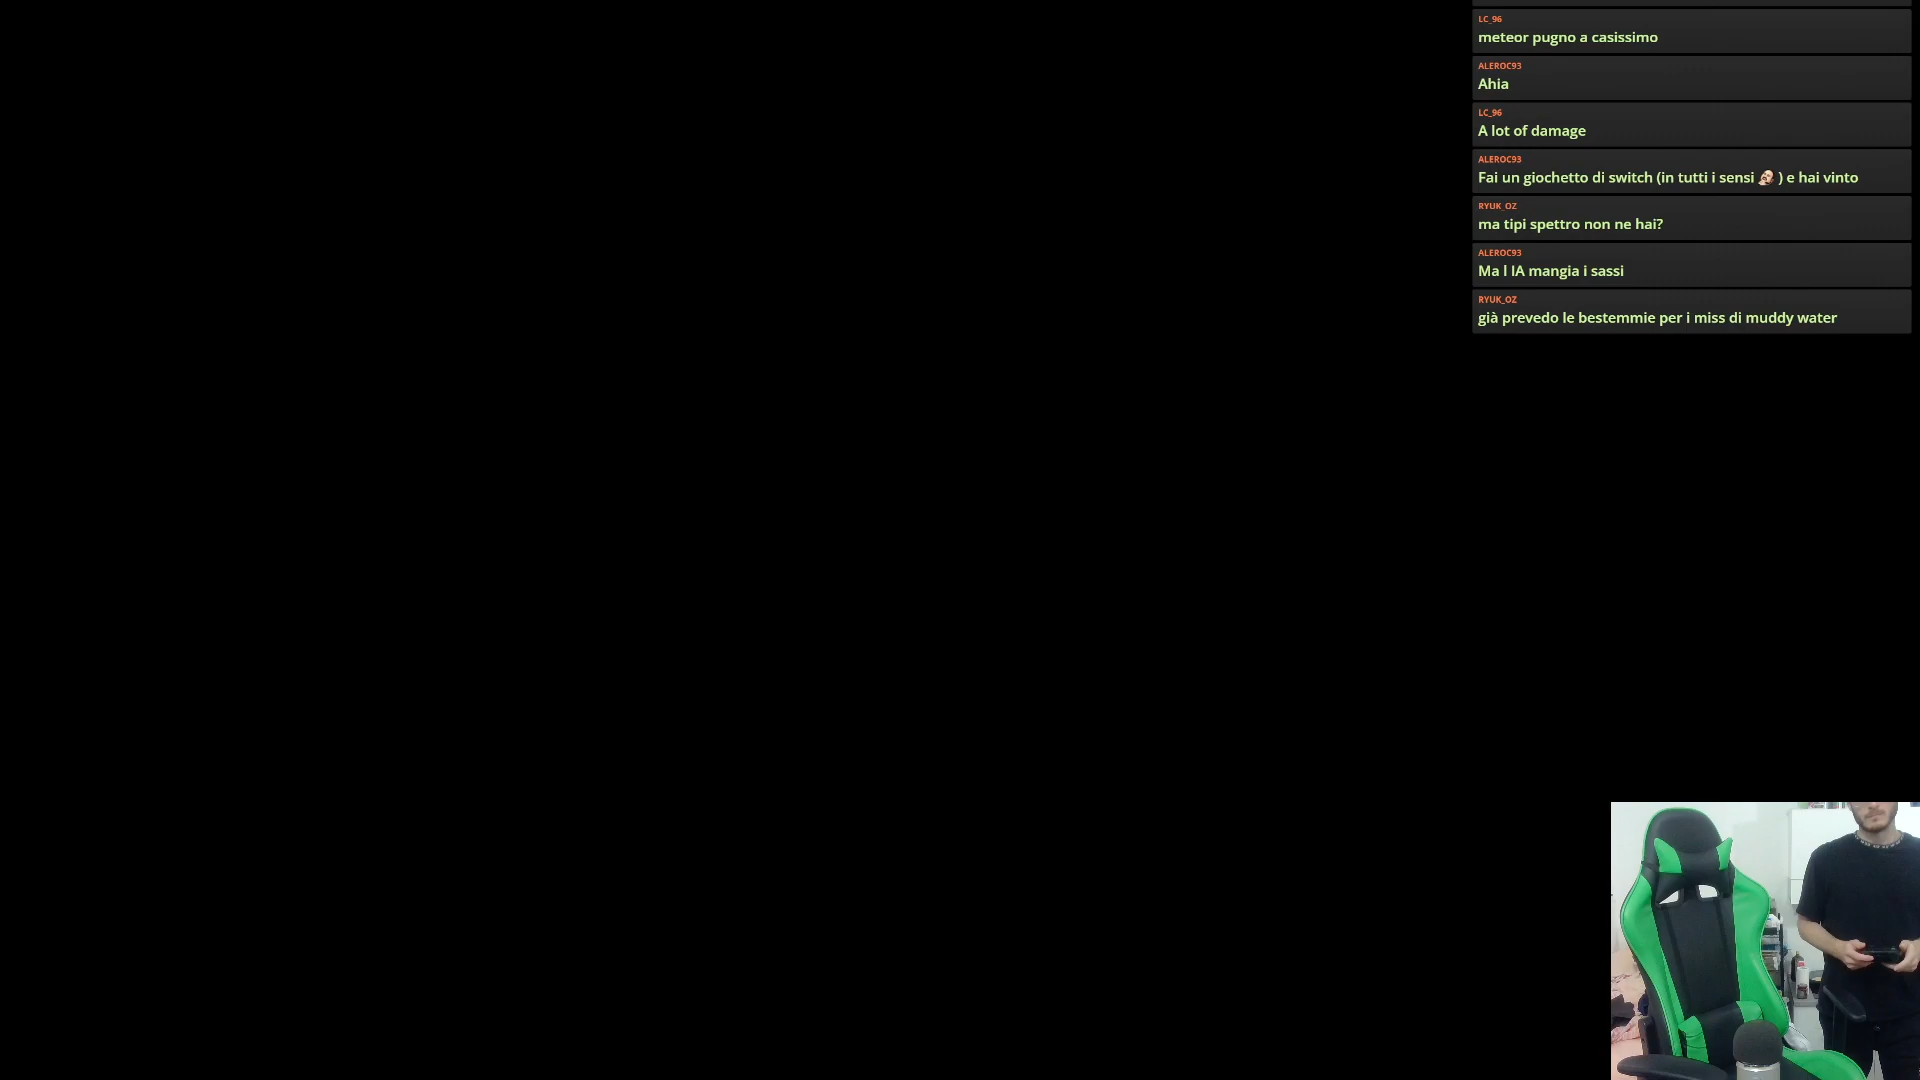 LC_96
meteor pugno a casissimo
ALEROC93
Ahia
LC_96
A lot of damage
ALEROC93
Fai un giochetto di switch (in tutti i sensi ) e hai vinto
RYUK_OZ
ma tipi spettro non ne hai?
ALEROC93
Ma l IA mangia i sassi
RYUK_OZ
già prevedo le bestemmie per i miss di muddy water